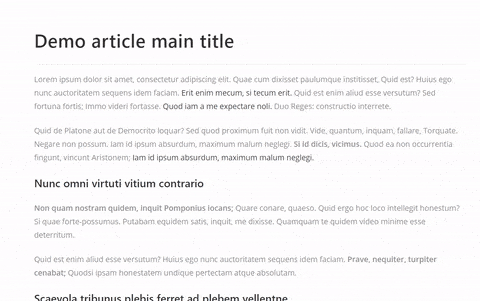 Demo article main title
Lorem ipsum dolor sit amet, consectetur adipiscing elit. Quae cum dixisset paulumque institisset, Quid est? Huius ego
nunc auctoritatem sequens idem faciam. Erit enim mecum, si tecum erit. Quid est enim aliud esse versutum? Sed
fortuna fortis; Immo videri fortasse. Quod iam a me expectare noli. Duo Reges: constructio interrete.
Quid de Platone aut de Democrito loquar? Sed quod proximum fuit non vidit. Vide, quantum, inquam, fallare, Torquate.
Negare non possum. Iam id ipsum absurdum, maximum malum neglegi. Si id dicis, vicimus. Quod ea non occurrentia
fingunt, vincunt Aristonem; Iam id ipsum absurdum, maximum malum neglegi.
Nunc omni virtuti vitium contrario
Non quam nostram quidem, inquit Pomponius iocans; Quare conare, quaeso. Quid ergo hoc loco intellegit honestum?
Si quae forte-possumus. Putabam equidem satis, inquit, me dixisse. Quamquam te quidem video minime esse
deterritum.
Quid est enim aliud esse versutum? Huius ego nunc auctoritatem sequens idem faciam. Prave, nequiter, turpiter
cenabat; Quodsi ipsam honestatem undique pertectam atque absolutam.
Scaevola tribunus plebis ferret ad plebem vellentne